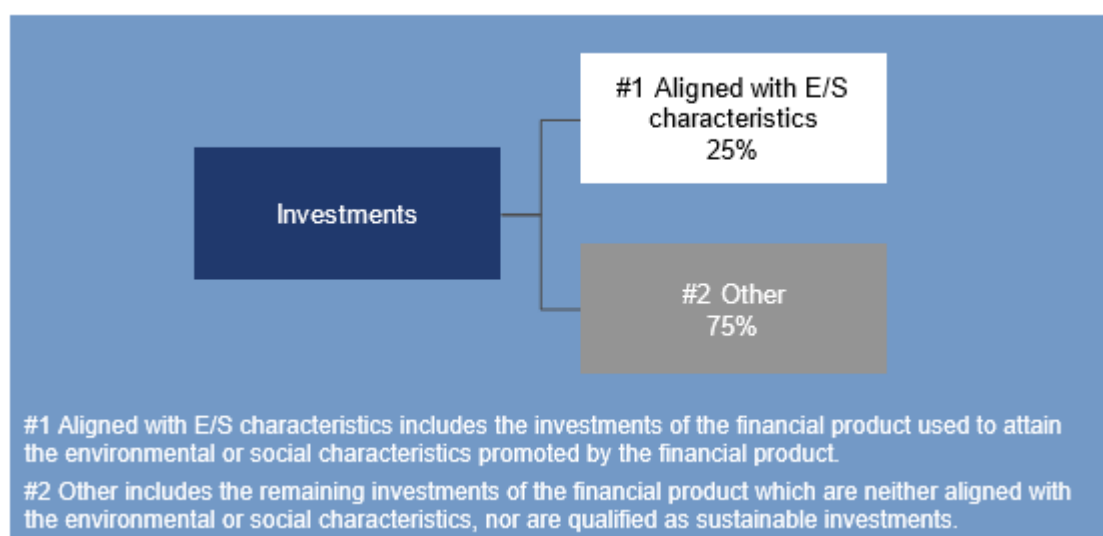 #1 Aligned with E/S
characteristics
25%
Investments
#2 Other
75%
#1 Aligned with E/S characteristics includes the investments of the financial product used to attain
the environmental or social characteristics promoted by the financial product.
#2 Other includes the remaining investments of the financial product which are neither aligned with
the environmental or social characteristics, nor are qualified as sustainable investments.